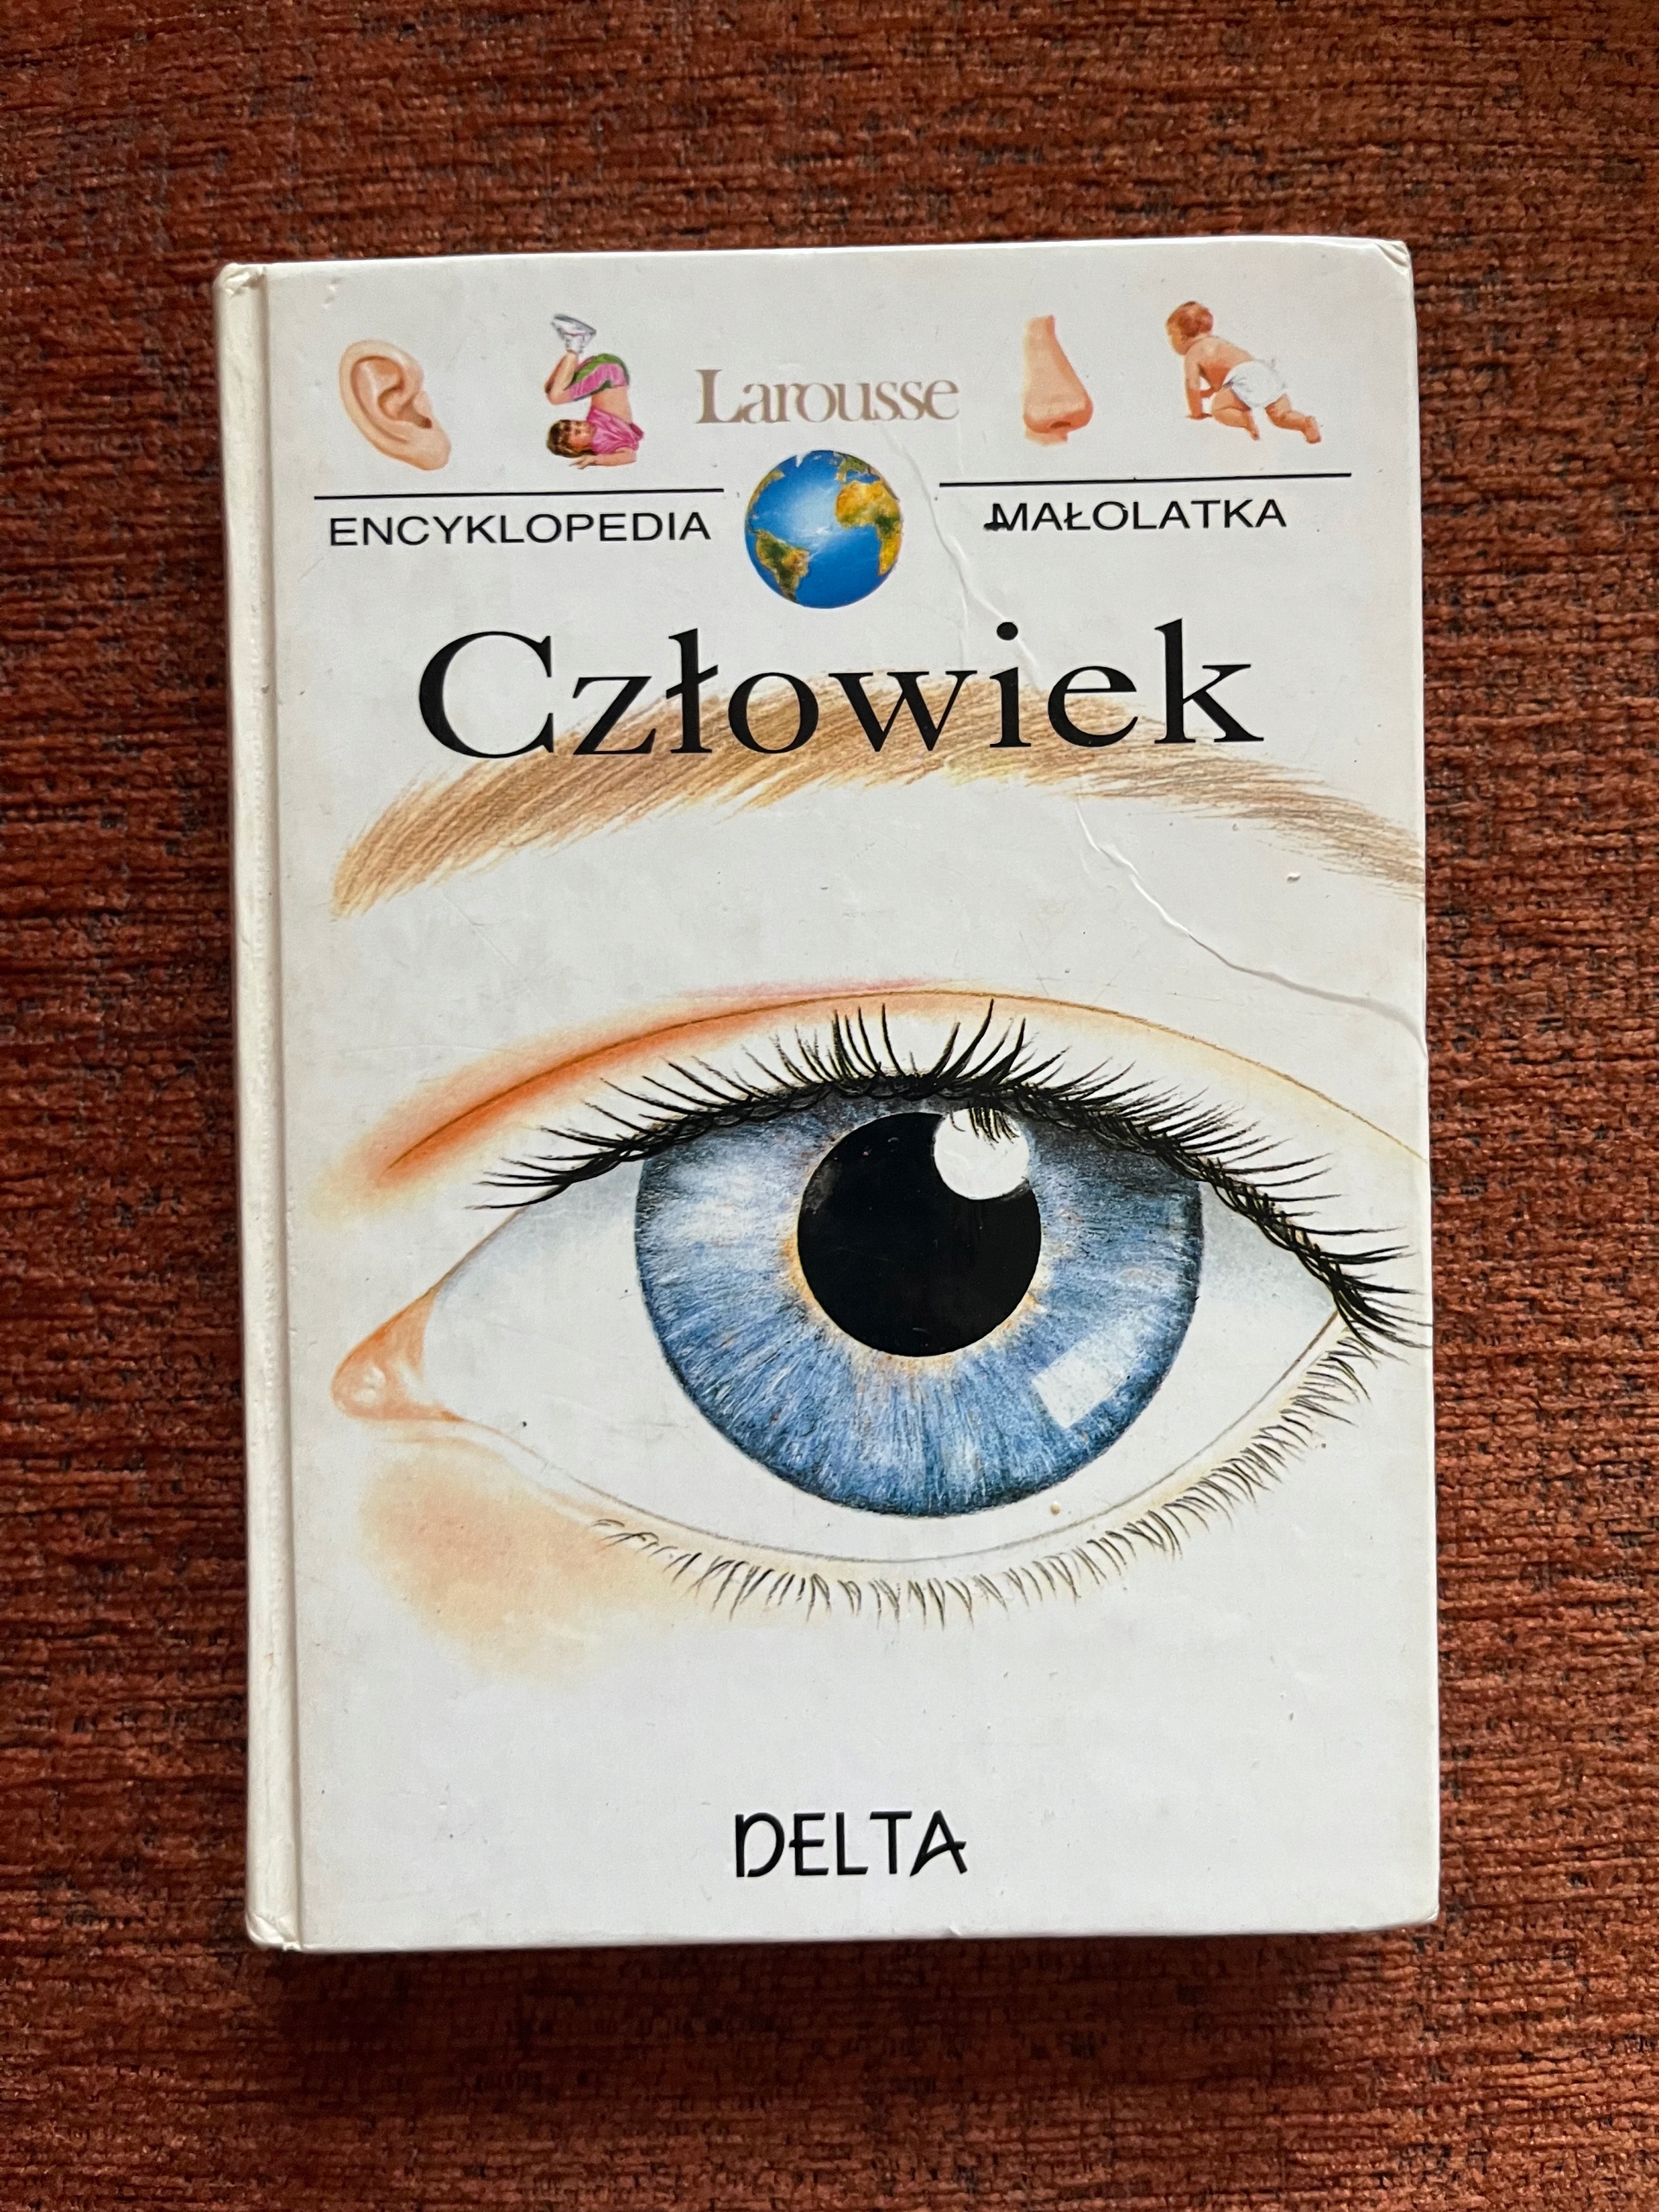 Larousse
ENCYKLOPEDIA MAŁOLATKA
Człowiek
DELTA